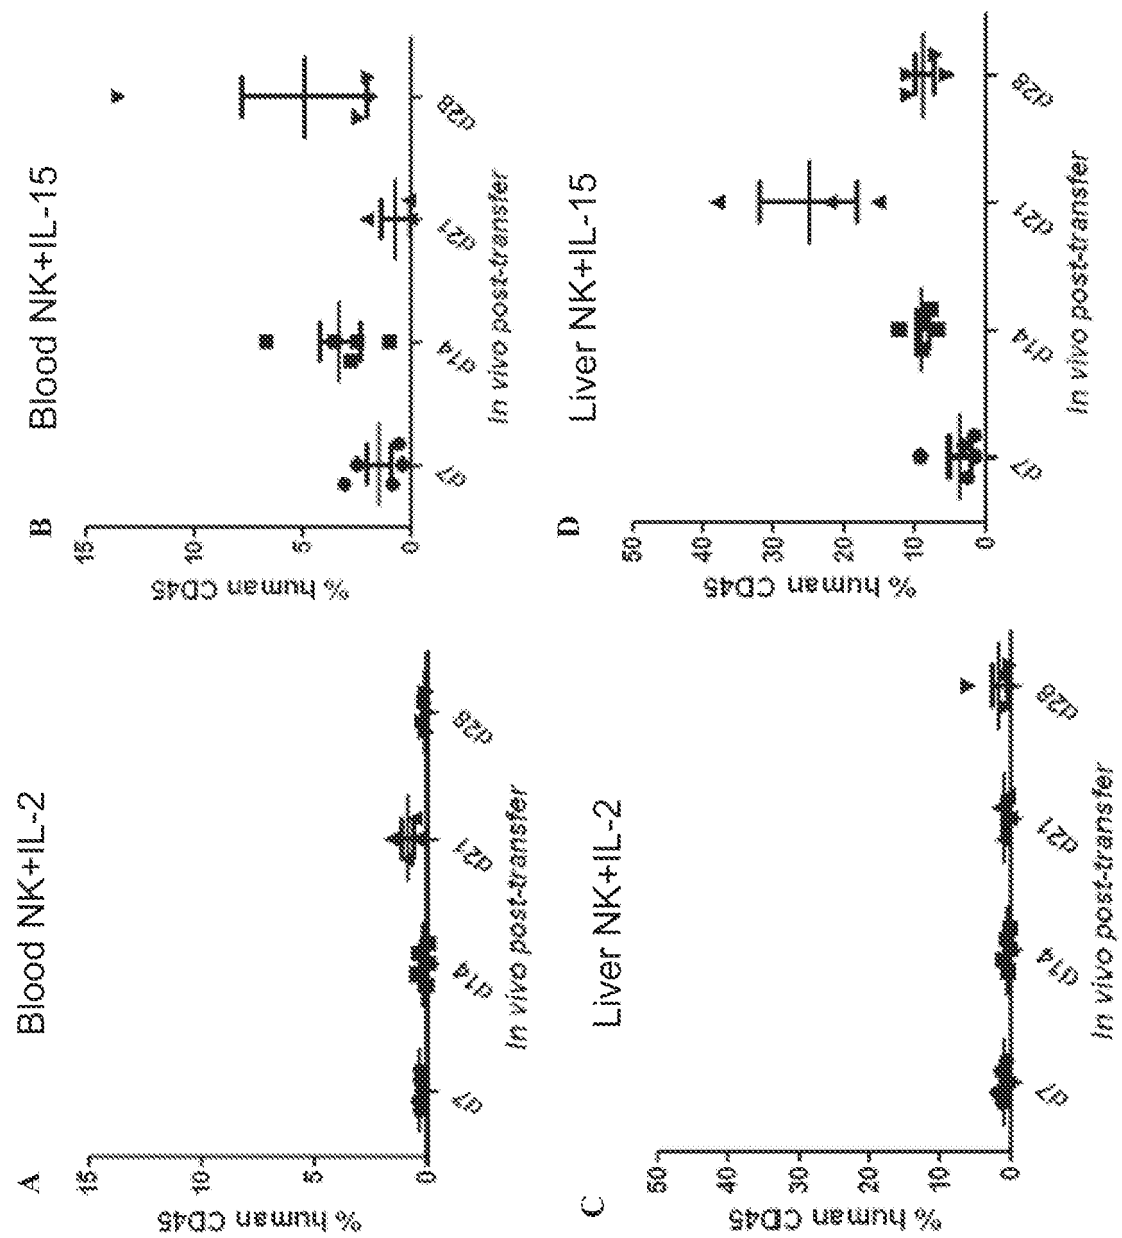 A
Blood NK+IL-2
% human CD45
15
10
5
0
d7
d14
d21
d28
In vivo post-transfer
B
Blood NK+IL-15
% human CD45
15
10
5
0
d7
d14
d21
d28
In vivo post-transfer
C
Liver NK+IL-2
% human CD45
50
40
30
20
10
0
d7
d14
d21
d28
In vivo post-transfer
D
Liver NK+IL-15
% human CD45
50
40
30
20
10
0
d7
d14
d21
d28
In vivo post-transfer